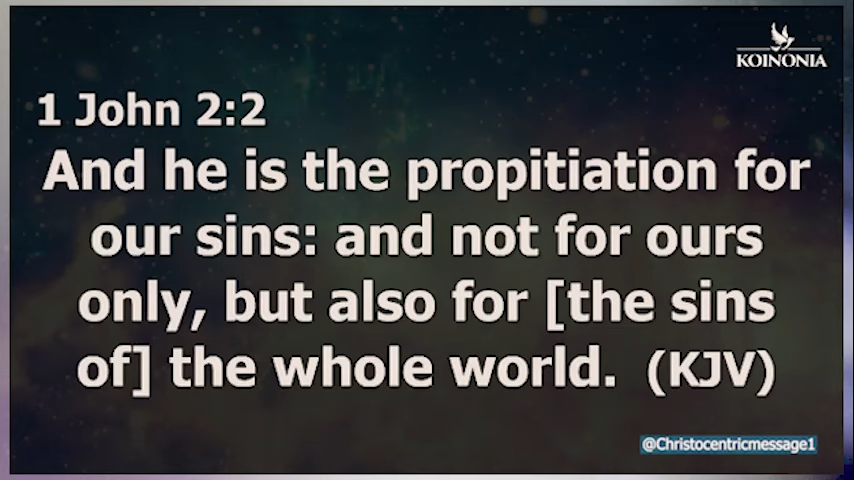 KOINONIA
1 John 2:2
And he is the propitiation for
our sins: and not for ours
only, but also for [the sins
of] the whole world. (KJV)
@Christocentricmessage1